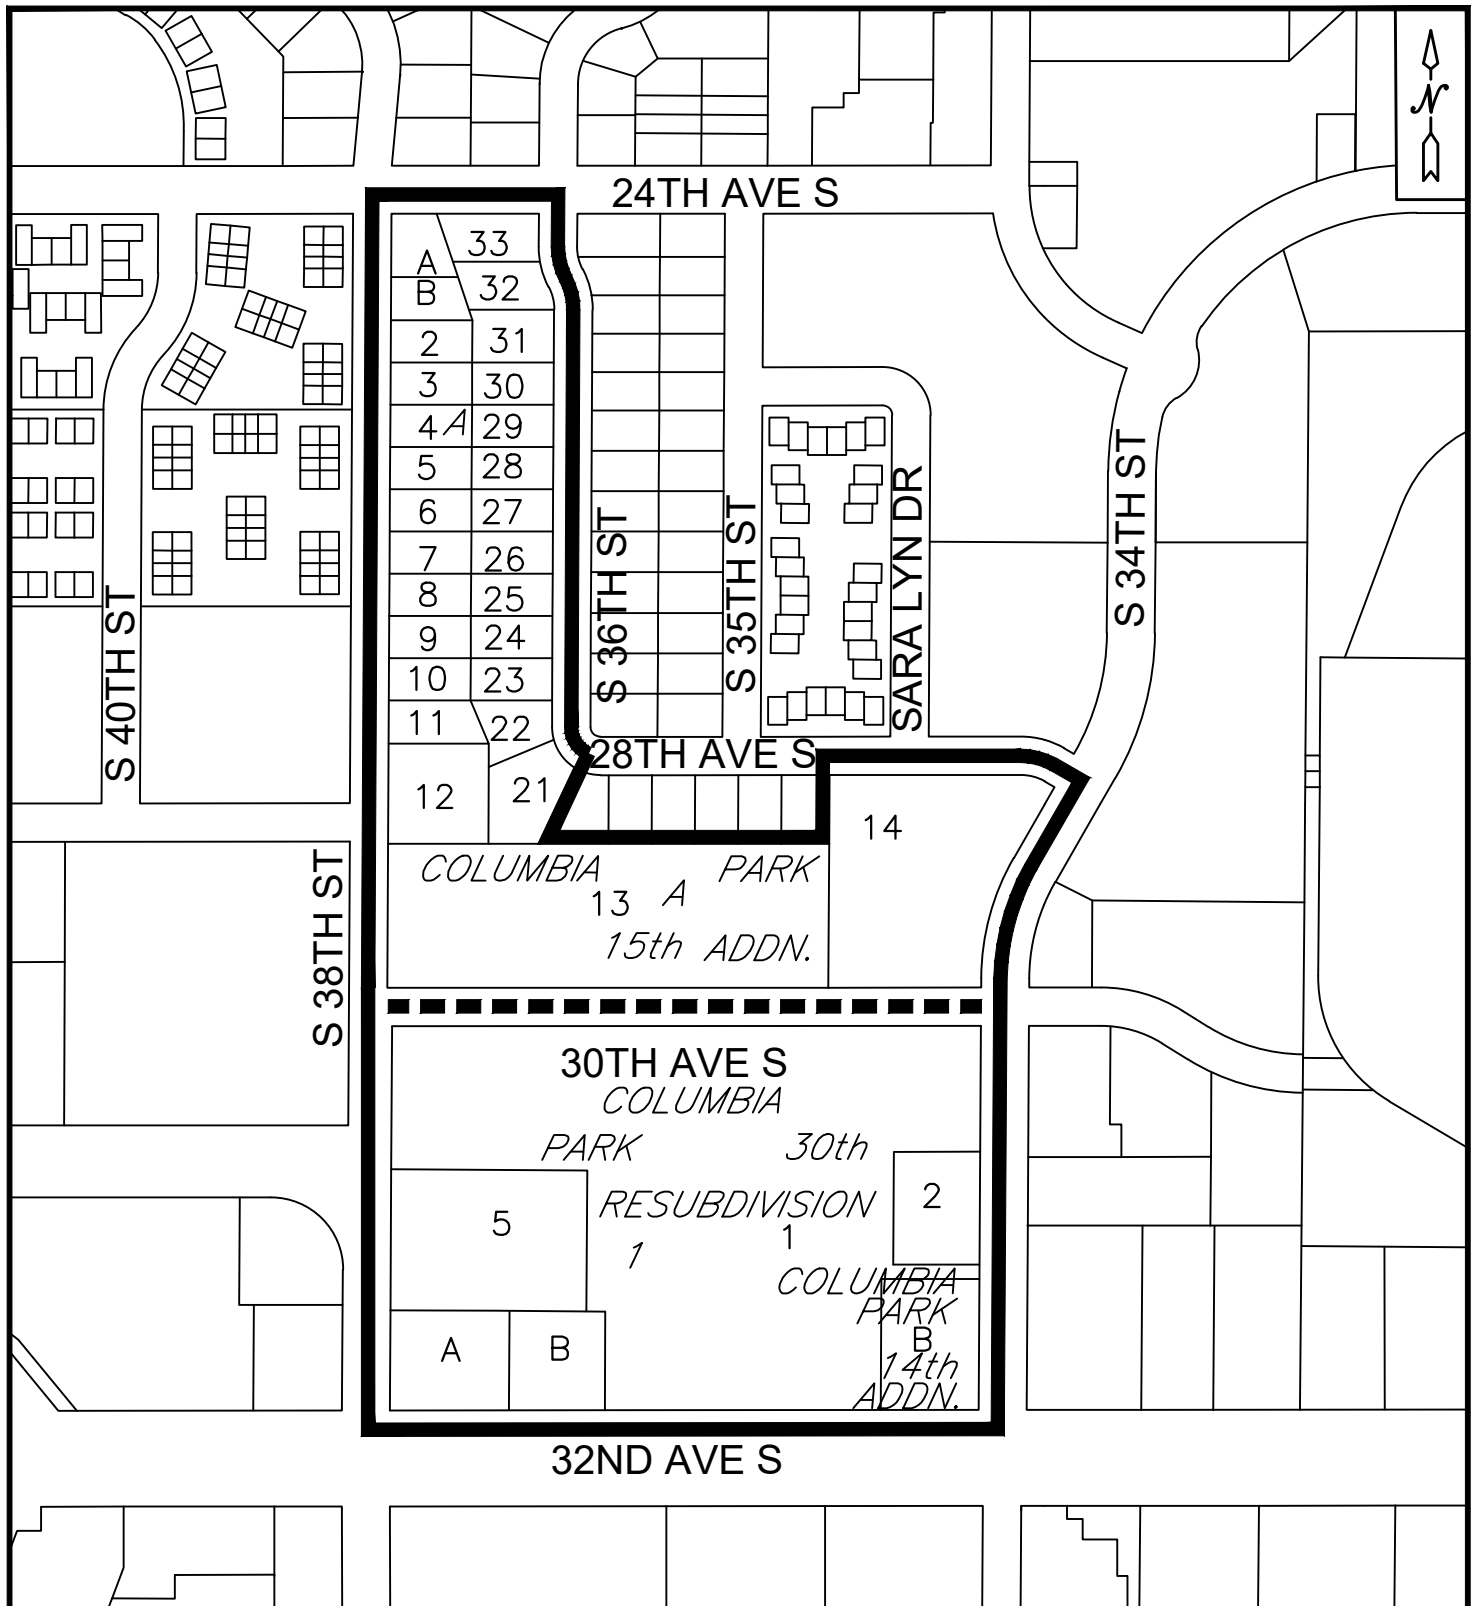 N
24TH AVE S
33
A
B
32
2
31
3
30
4
A
29
5
28
6
27
7
26
8
25
9
24
10
23
11
22
12
21
14
S 40TH ST
S 38TH ST
S 36TH ST
S 35TH ST
SARA LYN DR
S 34TH ST
28TH AVE S
COLUMBIA PARK
13 A
15th ADDN.
30TH AVE S
COLUMBIA
PARK 30th
RESUBDIVISION
1
1
5
2
COLUMBIA
PARK
B
14th
ADDN.
A
B
32ND AVE S